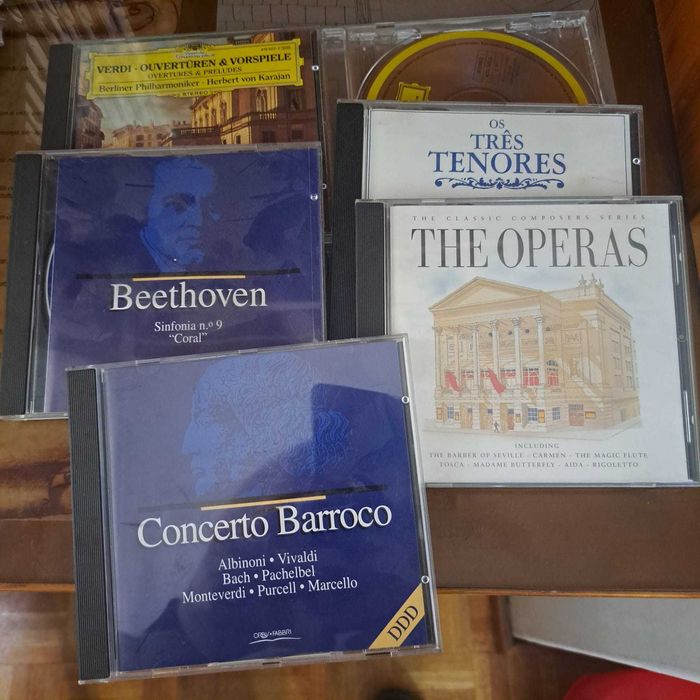 VERDI · OUVERTÜREN & VORSPIELE
OVERTURES & PRELUDES
Berliner Philharmoniker · Herbert von Karajan
STEREO
OS
TRÊS
TENORES
Beethoven
Sinfonia n.º 9
"Coral"
THE CLASSIC COMPOSERS SERIES
THE OPERAS
INCLUDING
THE BARBER OF SEVILLE - CARMEN - THE MAGIC FLUTE
TOSCA - MADAME BUTTERFLY - AIDA - RIGOLETTO
Concerto Barroco
Albinoni • Vivaldi
Bach • Pachelbel
Monteverdi • Purcell • Marcello
ORBIS•FABBRI
DDD